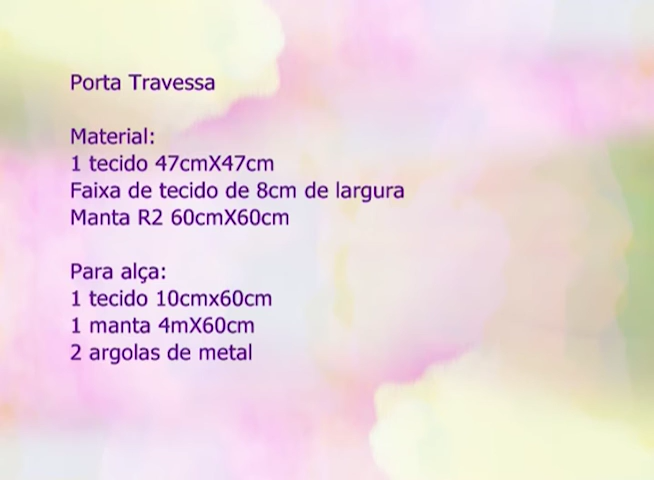 Porta Travessa
Material:
1 tecido 47cmX47cm
Faixa de tecido de 8cm de largura
Manta R2 60cmX60cm
Para alça:
1 tecido 10cmx60cm
1 manta 4mX60cm
2 argolas de metal